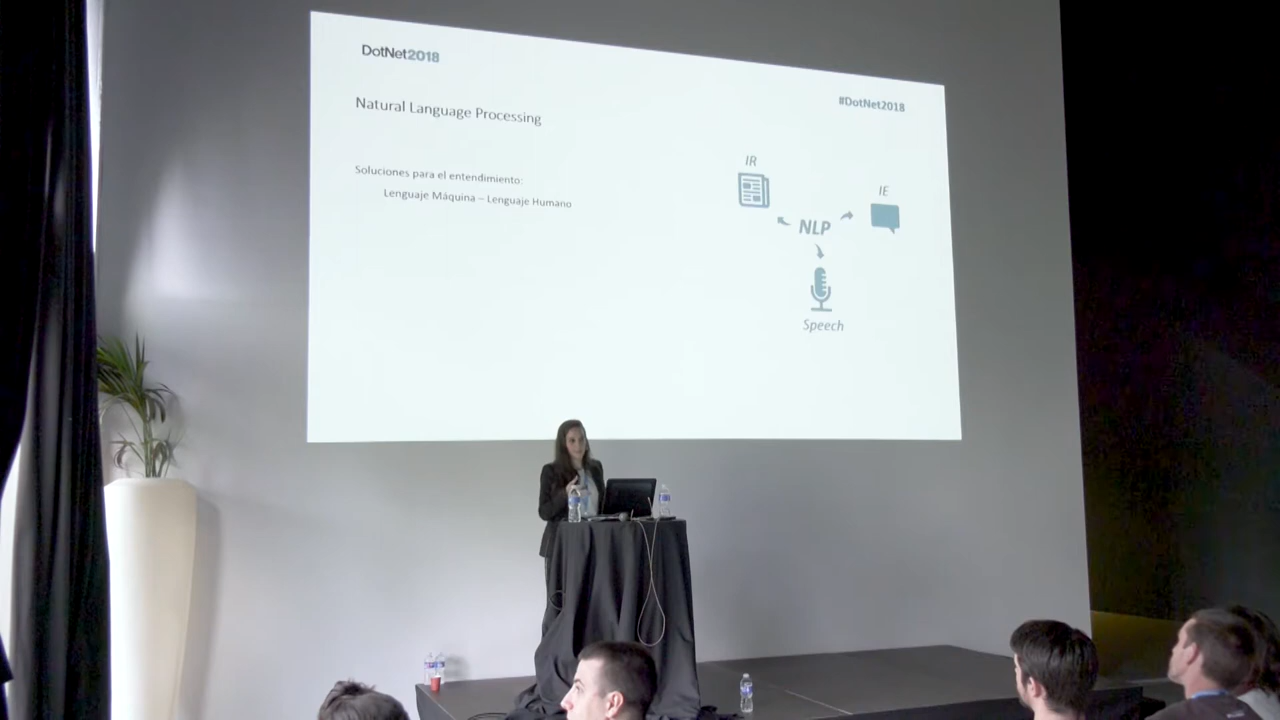 DotNet2018
#DotNet2018
Natural Language Processing
Soluciones para el entendimiento:
Lenguaje Máquina – Lenguaje Humano
IR
IE
NLP
Speech